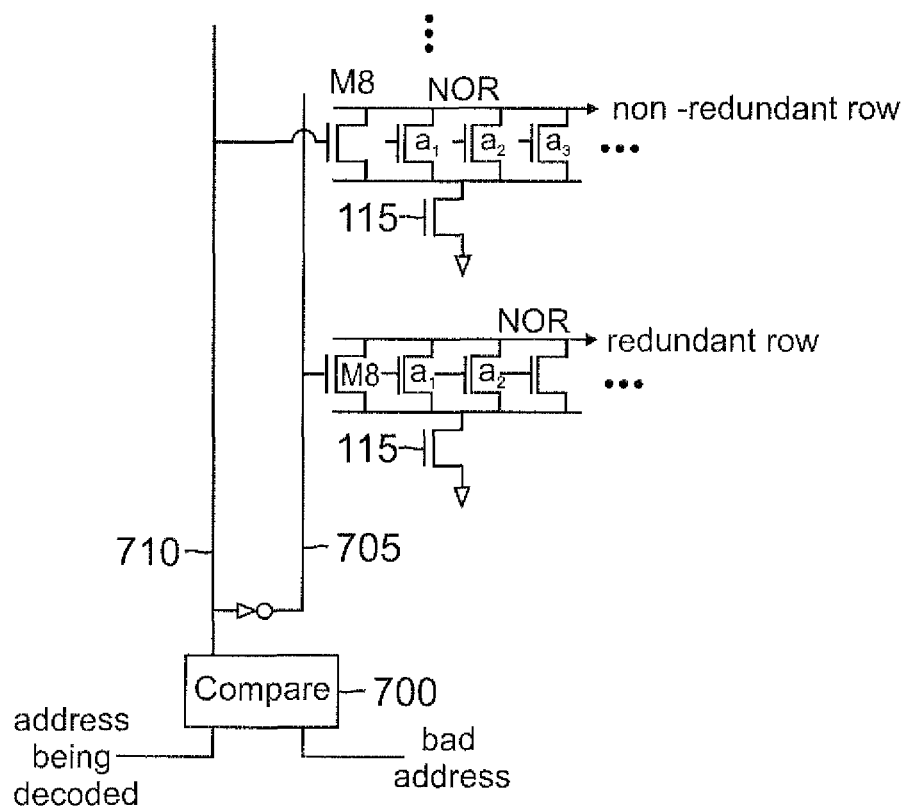 M8 NOR
non -redundant row
a1 a2 a3
115
NOR
redundant row
M8 a1 a2
115
710 705
Compare 700
address
being
decoded
bad
address